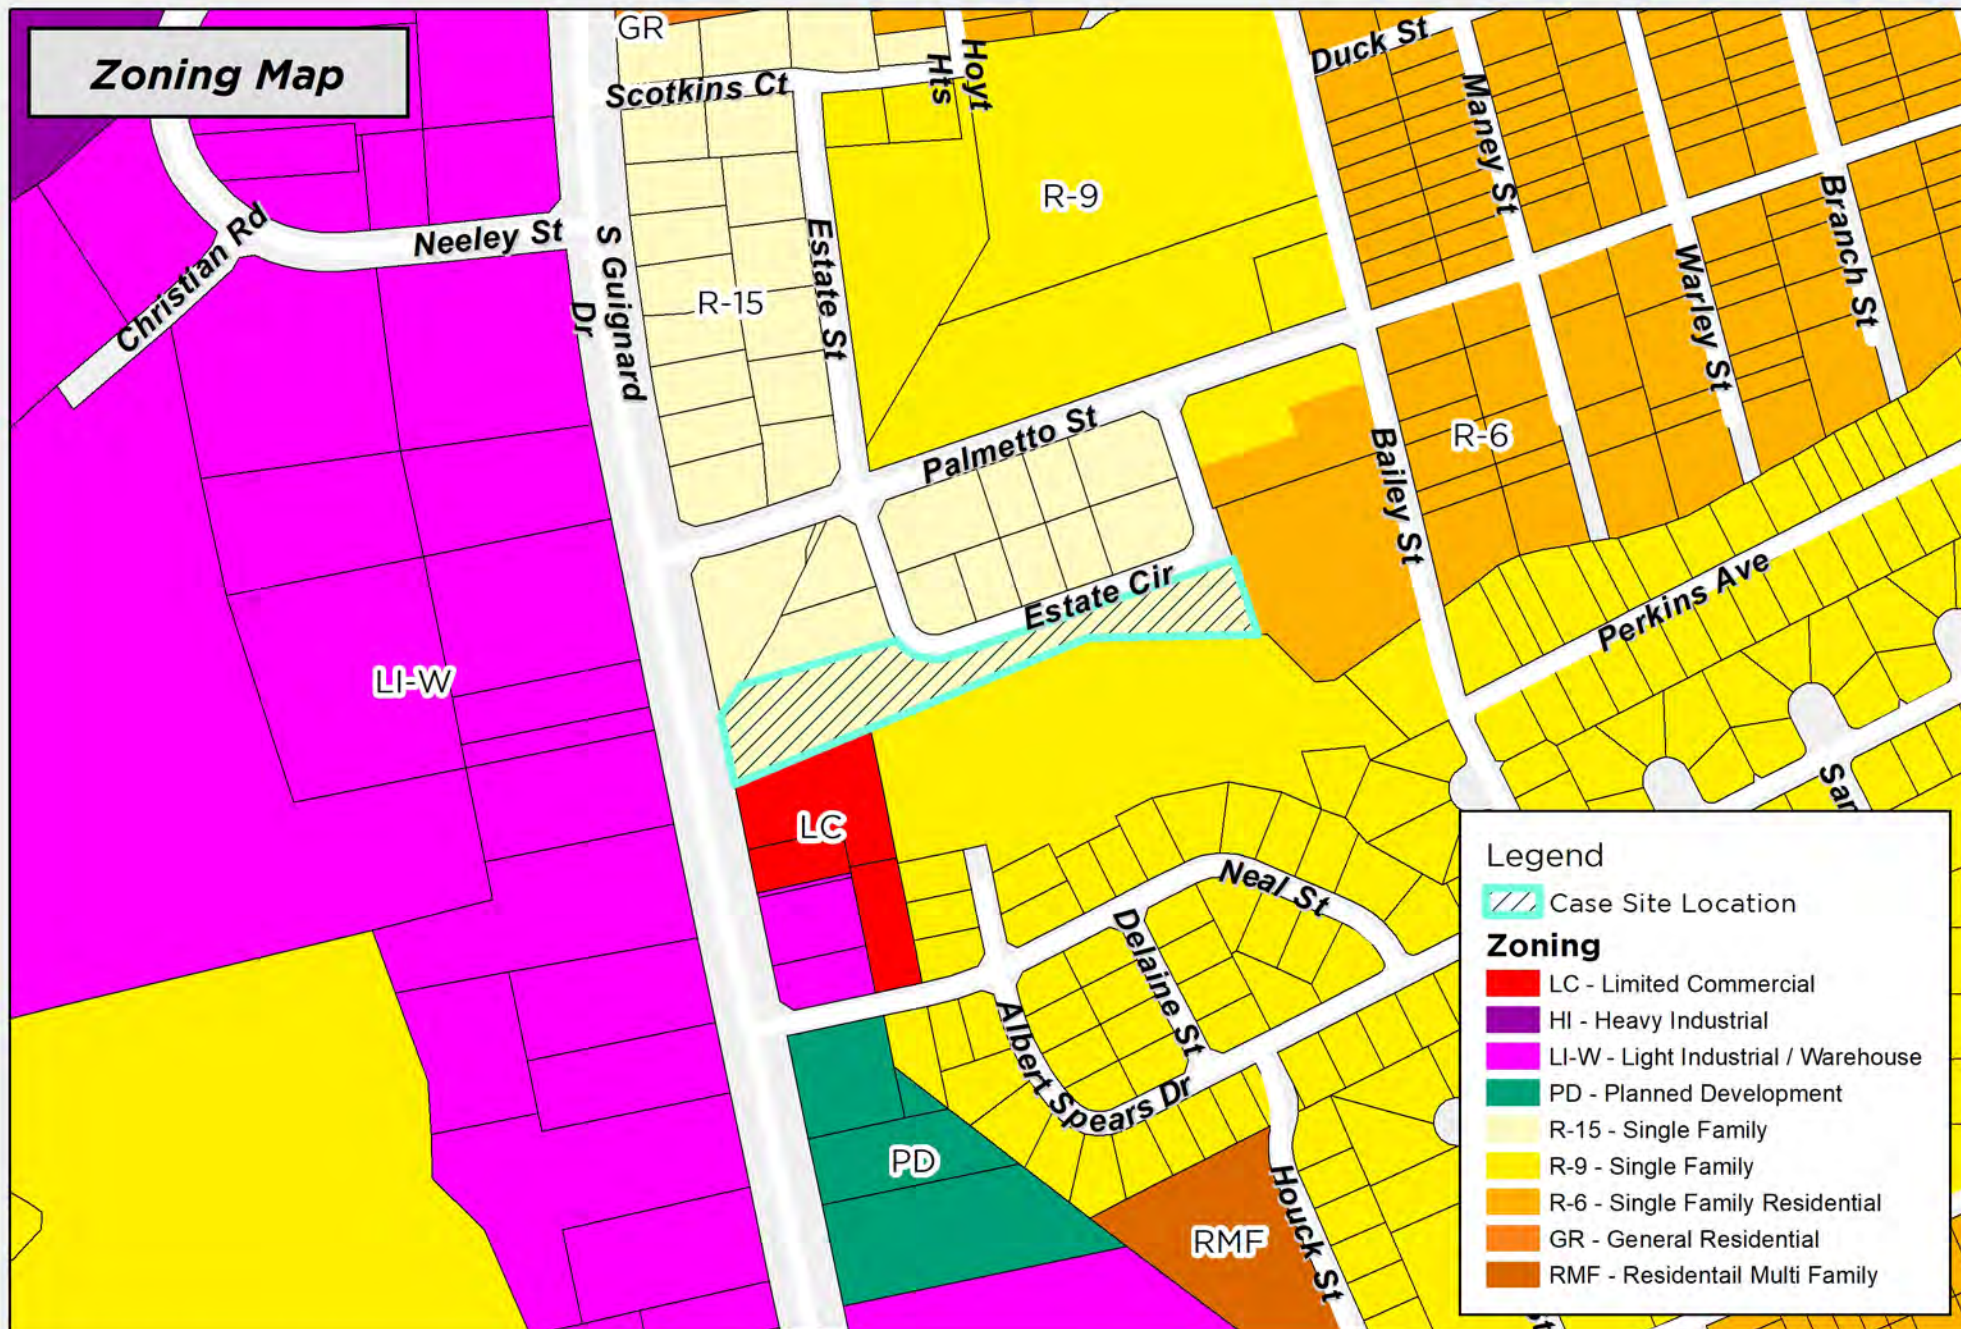 Zoning Map
GR
Scotkins Ct
Hoyt
Hts
Duck St
Maney St
Branch St
Warley St
R-9
Christian Rd
Neeley St
S Guignard
Dr
Estate St
R-15
Palmetto St
Bailey St
R-6
Estate Cir
Perkins Ave
LI-W
LC
Neal St
Delaine St
Albert Spears Dr
PD
RMF
Houck St
Sar
St
Legend
Case Site Location
Zoning
LC - Limited Commercial
HI - Heavy Industrial
LI-W - Light Industrial / Warehouse
PD - Planned Development
R-15 - Single Family
R-9 - Single Family
R-6 - Single Family Residential
GR - General Residential
RMF - Residentail Multi Family